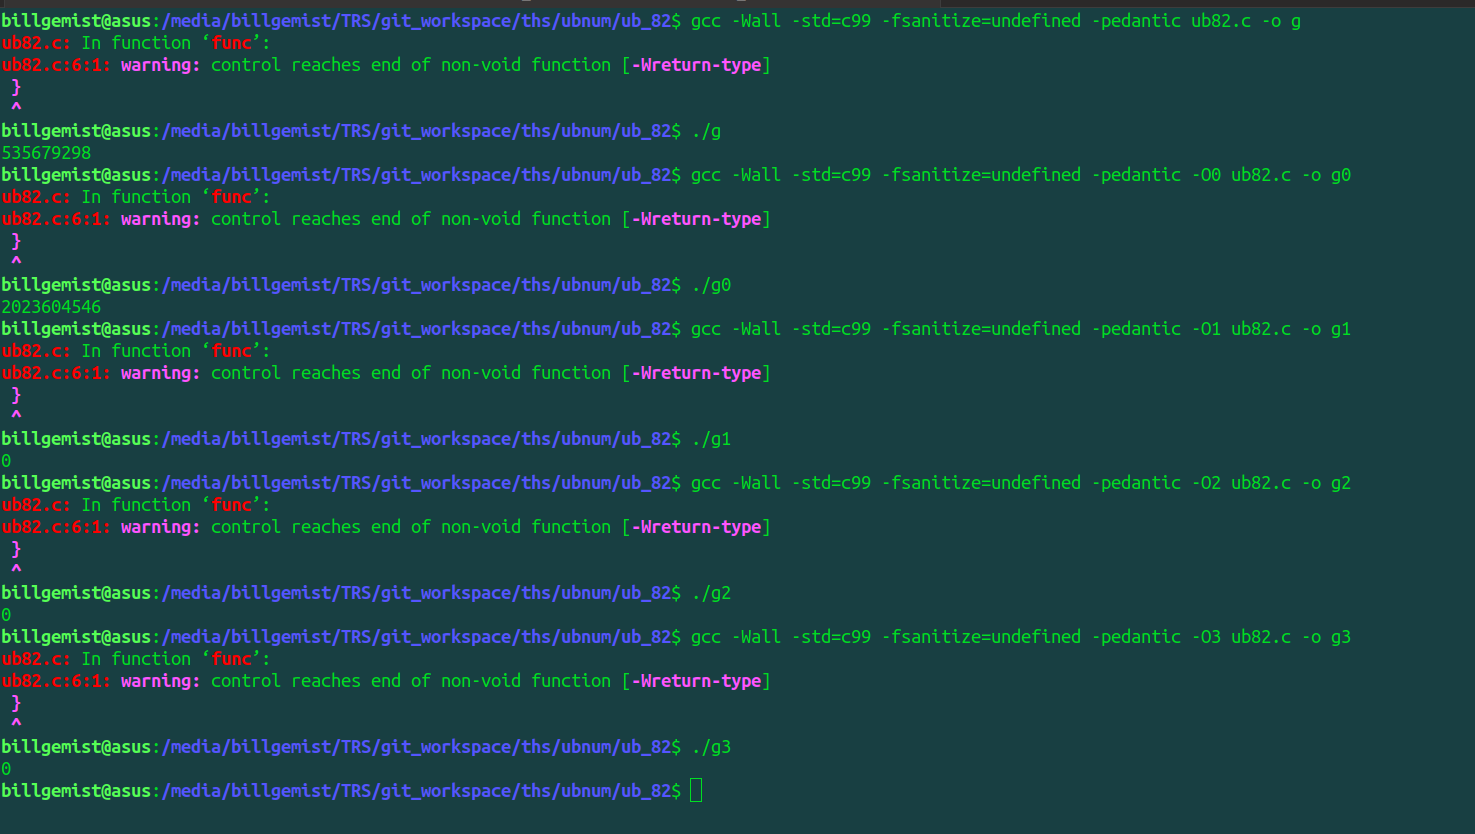 billgemist@asus:/media/billgemist/TRS/git_workspace/ths/ubnum/ub_82$ gcc -Wall -std=c99 -fsanitize=undefined -pedantic ub82.c -o g
ub82.c: In function ‘func’:
ub82.c:6:1: warning: control reaches end of non-void function [-Wreturn-type]
 }
 ^
billgemist@asus:/media/billgemist/TRS/git_workspace/ths/ubnum/ub_82$ ./g
535679298
billgemist@asus:/media/billgemist/TRS/git_workspace/ths/ubnum/ub_82$ gcc -Wall -std=c99 -fsanitize=undefined -pedantic -O0 ub82.c -o g0
ub82.c: In function ‘func’:
ub82.c:6:1: warning: control reaches end of non-void function [-Wreturn-type]
 }
 ^
billgemist@asus:/media/billgemist/TRS/git_workspace/ths/ubnum/ub_82$ ./g0
2023604546
billgemist@asus:/media/billgemist/TRS/git_workspace/ths/ubnum/ub_82$ gcc -Wall -std=c99 -fsanitize=undefined -pedantic -O1 ub82.c -o g1
ub82.c: In function ‘func’:
ub82.c:6:1: warning: control reaches end of non-void function [-Wreturn-type]
 }
 ^
billgemist@asus:/media/billgemist/TRS/git_workspace/ths/ubnum/ub_82$ ./g1
0
billgemist@asus:/media/billgemist/TRS/git_workspace/ths/ubnum/ub_82$ gcc -Wall -std=c99 -fsanitize=undefined -pedantic -O2 ub82.c -o g2
ub82.c: In function ‘func’:
ub82.c:6:1: warning: control reaches end of non-void function [-Wreturn-type]
 }
 ^
billgemist@asus:/media/billgemist/TRS/git_workspace/ths/ubnum/ub_82$ ./g2
0
billgemist@asus:/media/billgemist/TRS/git_workspace/ths/ubnum/ub_82$ gcc -Wall -std=c99 -fsanitize=undefined -pedantic -O3 ub82.c -o g3
ub82.c: In function ‘func’:
ub82.c:6:1: warning: control reaches end of non-void function [-Wreturn-type]
 }
 ^
billgemist@asus:/media/billgemist/TRS/git_workspace/ths/ubnum/ub_82$ ./g3
0
billgemist@asus:/media/billgemist/TRS/git_workspace/ths/ubnum/ub_82$